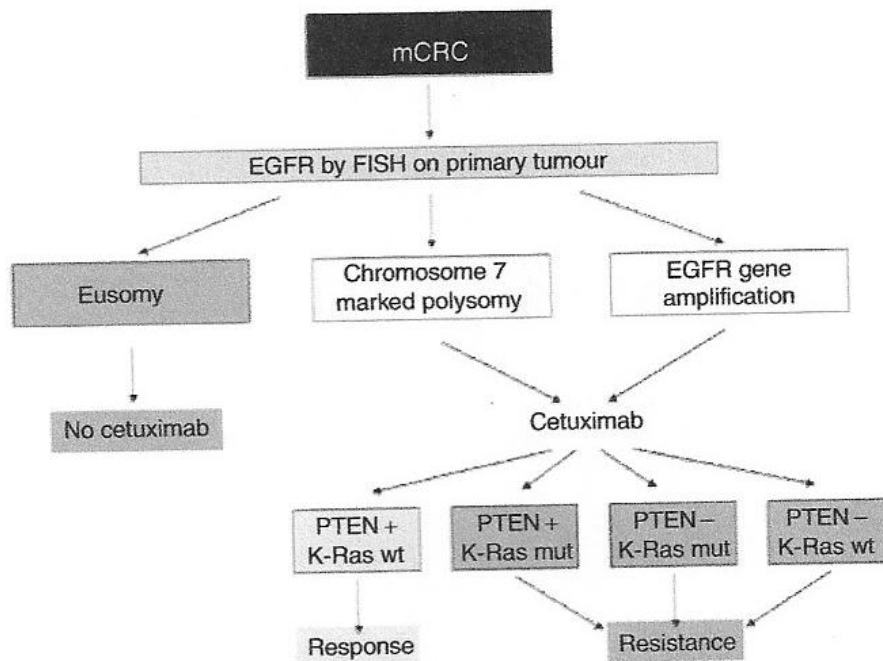 mCRC
EGFR by FISH on primary tumour
Eusomy
Chromosome 7
marked polysomy
EGFR gene
amplification
No cetuximab
Cetuximab
PTEN +
K-Ras wt
PTEN +
K-Ras mut
PTEN –
K-Ras mut
PTEN –
K-Ras wt
Response
Resistance